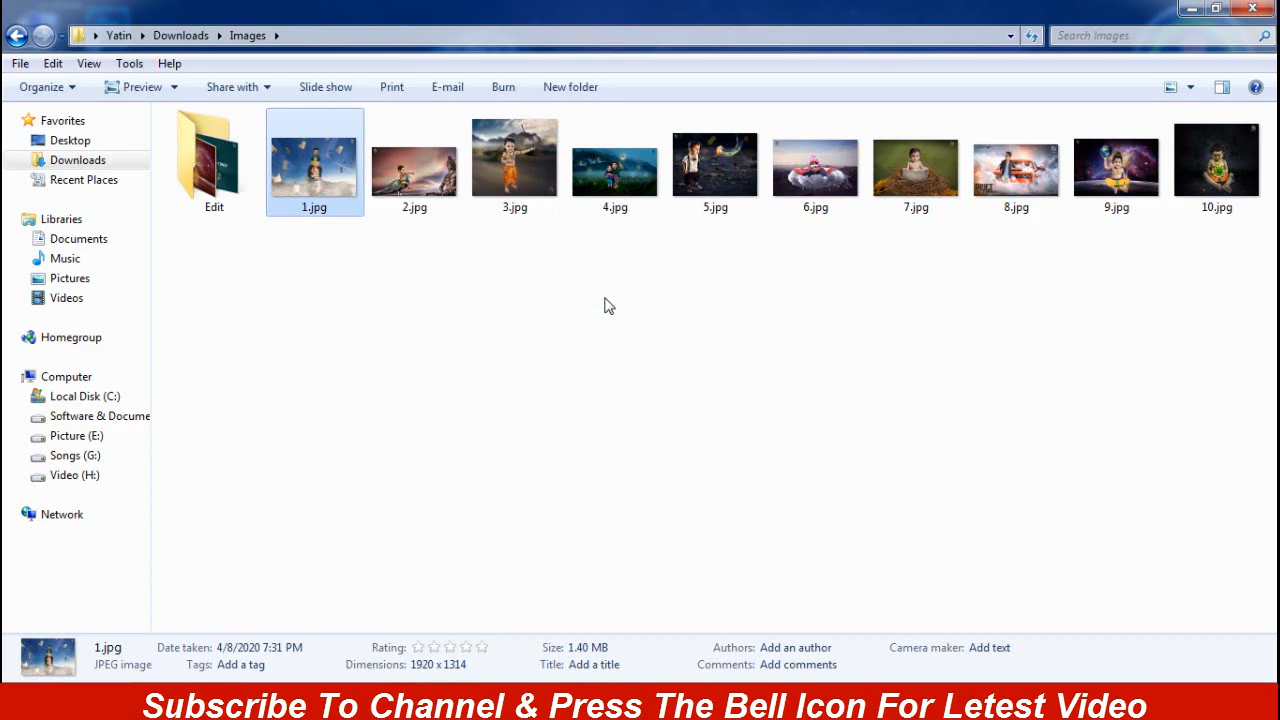 Yatin Downloads Images
Search Images
File Edit View Tools Help
Organize Preview Share with Slide show Print E-mail Burn New folder
Favorites
Desktop
Downloads
Recent Places
Libraries
Documents
Music
Pictures
Videos
Homegroup
Computer
Local Disk (C:)
Software & Docume
Picture (E:)
Songs (G:)
Video (H:)
Network
Edit 1.jpg 2.jpg 3.jpg 4.jpg 5.jpg 6.jpg 7.jpg 8.jpg 9.jpg 10.jpg
1.jpg Date taken: 4/8/2020 7:31 PM Rating: Size: 1.40 MB Authors: Add an author Camera maker: Add text
JPEG image Tags: Add a tag Dimensions: 1920 x 1314 Title: Add a title Comments: Add comments
Subscribe To Channel & Press The Bell Icon For Letest Video